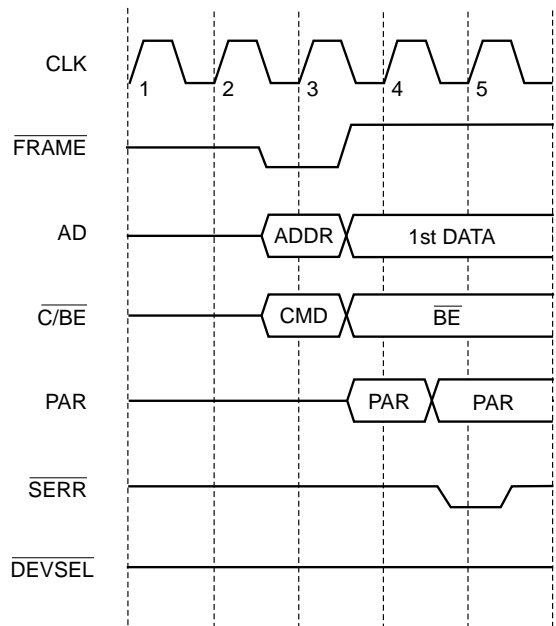 CLK
1 2 3 4 5
FRAME
AD
ADDR 1st DATA
C/BE
CMD BE
PAR
PAR PAR
SERR
DEVSEL